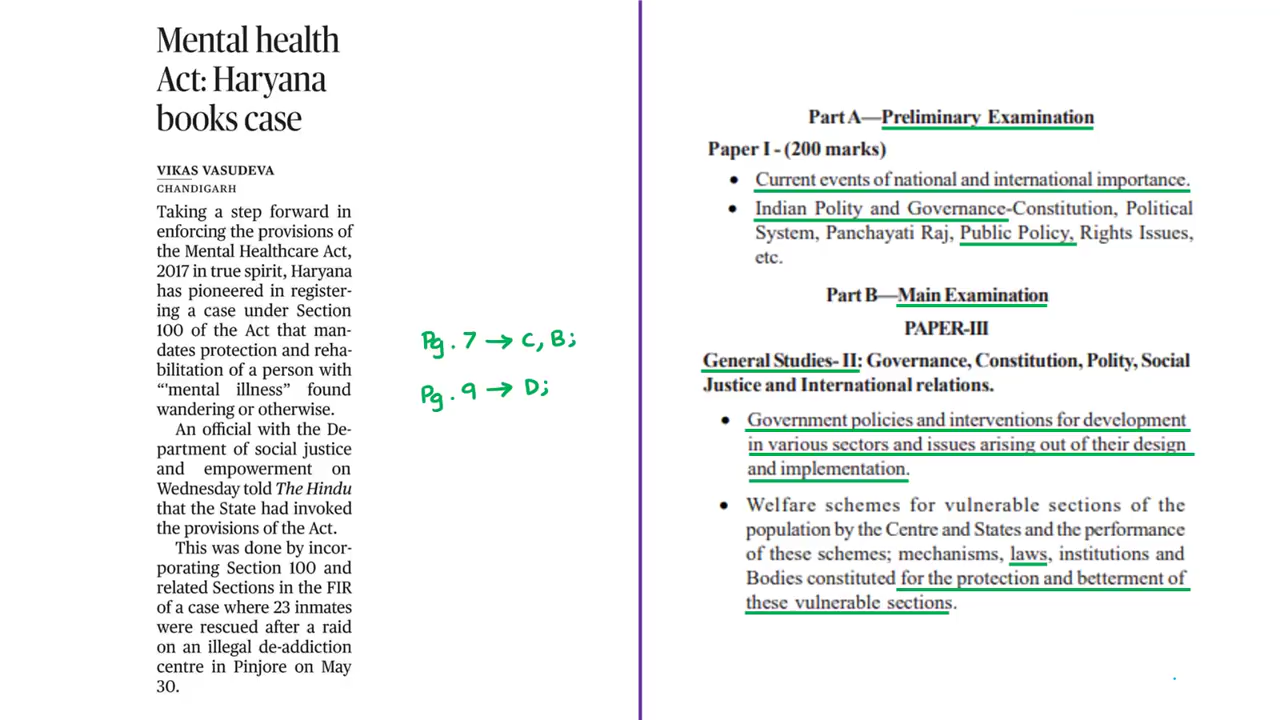 Mental health
Act: Haryana
books case
VIKAS VASUDEVA
CHANDIGARH
Taking a step forward in
enforcing the provisions of
the Mental Healthcare Act,
2017 in true spirit, Haryana
has pioneered in register-
ing a case under Section
100 of the Act that man-
dates protection and reha-
bilitation of a person with
“'mental illness” found
wandering or otherwise.
An official with the De-
partment of social justice
and empowerment on
Wednesday told The Hindu
that the State had invoked
the provisions of the Act.
This was done by incor-
porating Section 100 and
related Sections in the FIR
of a case where 23 inmates
were rescued after a raid
on an illegal de-addiction
centre in Pinjore on May
30.
Pg. 7 → C, B;
Pg. 9 → D;
Part A—Preliminary Examination
Paper I - (200 marks)
• Current events of national and international importance.
• Indian Polity and Governance-Constitution, Political
System, Panchayati Raj, Public Policy, Rights Issues,
etc.
Part B—Main Examination
PAPER-III
General Studies- II: Governance, Constitution, Polity, Social
Justice and International relations.
• Government policies and interventions for development
in various sectors and issues arising out of their design
and implementation.
• Welfare schemes for vulnerable sections of the
population by the Centre and States and the performance
of these schemes; mechanisms, laws, institutions and
Bodies constituted for the protection and betterment of
these vulnerable sections.